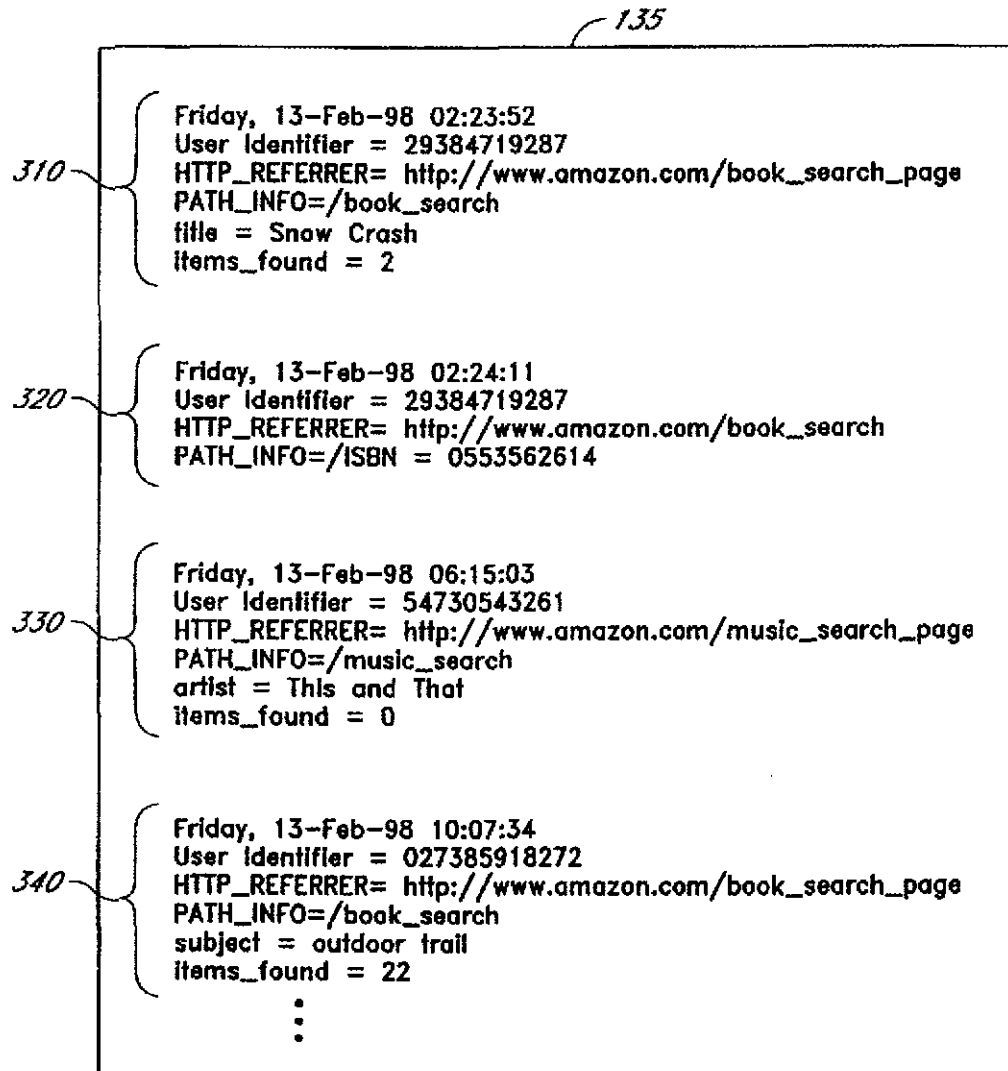 135
310
Friday, 13-Feb-98 02:23:52
User Identifier = 29384719287
HTTP_REFERRER= http://www.amazon.com/book_search_page
PATH_INFO=/book_search
title = Snow Crash
items_found = 2
320
Friday, 13-Feb-98 02:24:11
User Identifier = 29384719287
HTTP_REFERRER= http://www.amazon.com/book_search
PATH_INFO=/ISBN = 0553562614
330
Friday, 13-Feb-98 06:15:03
User Identifier = 54730543261
HTTP_REFERRER= http://www.amazon.com/music_search_page
PATH_INFO=/music_search
artist = This and That
items_found = 0
340
Friday, 13-Feb-98 10:07:34
User Identifier = 027385918272
HTTP_REFERRER= http://www.amazon.com/book_search_page
PATH_INFO=/book_search
subject = outdoor trail
items_found = 22